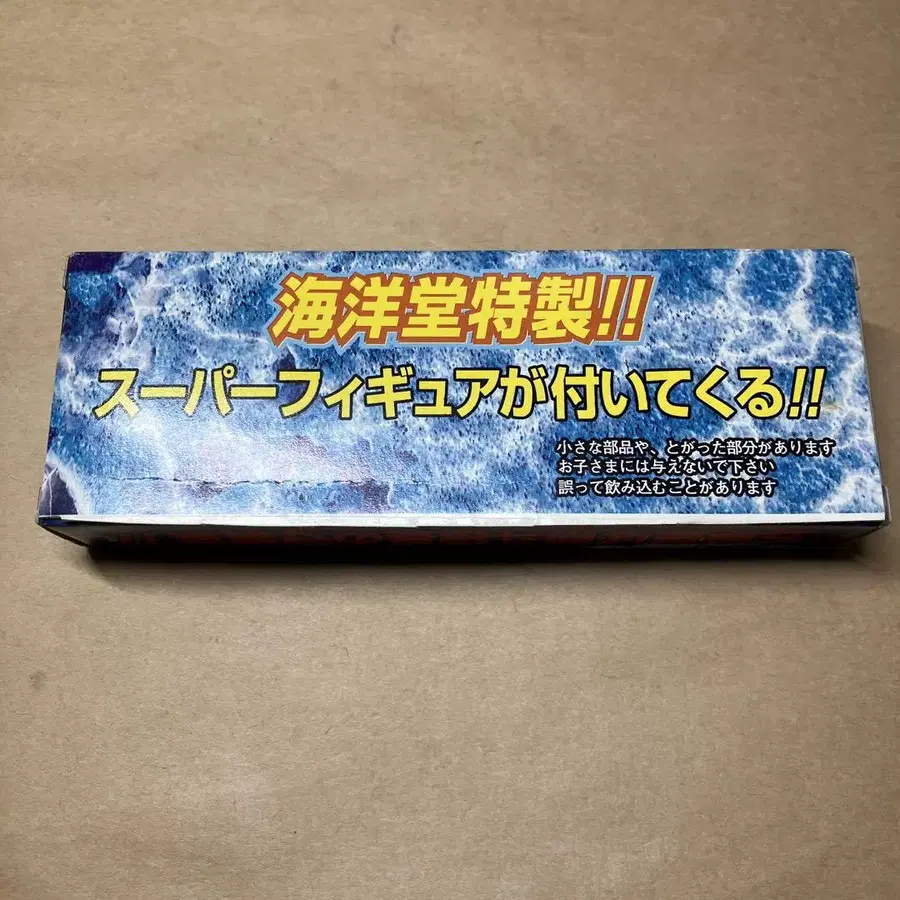 海洋堂特製!!
スーパーフィギュアが付いてくる!!
小さな部品や、とがった部分があります
お子さまには与えないで下さい
誤って飲み込むことがあります